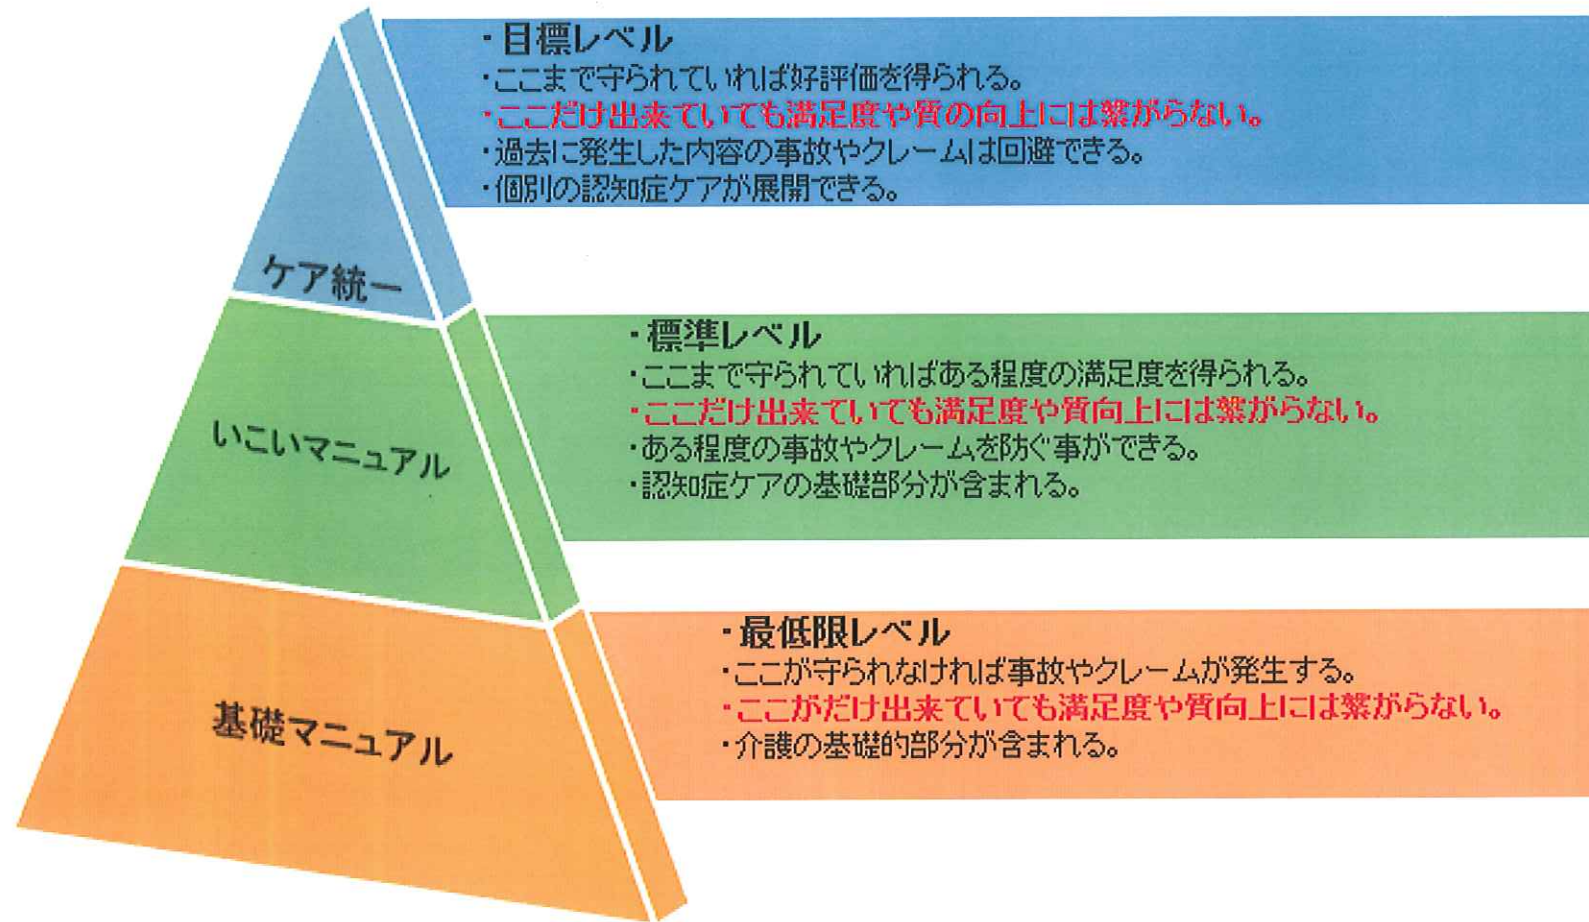 ・目標レベル
・ここまで守られていれば好評価を得られる。
・ここだけ出来ていても満足度や質の向上には繋がらない。
・過去に発生した内容の事故やクレームは回避できる。
・個別の認知症ケアが展開できる。
ケア統一
・標準レベル
・ここまで守られていればある程度の満足度を得られる。
・ここだけ出来ていても満足度や質向上には繋がらない。
・ある程度の事故やクレームを防ぐ事ができる。
・認知症ケアの基礎部分が含まれる。
いこいマニュアル
・最低限レベル
・ここが守られなければ事故やクレームが発生する。
・ここがだけ出来ていても満足度や質向上には繋がらない。
・介護の基礎的部分が含まれる。
基礎マニュアル